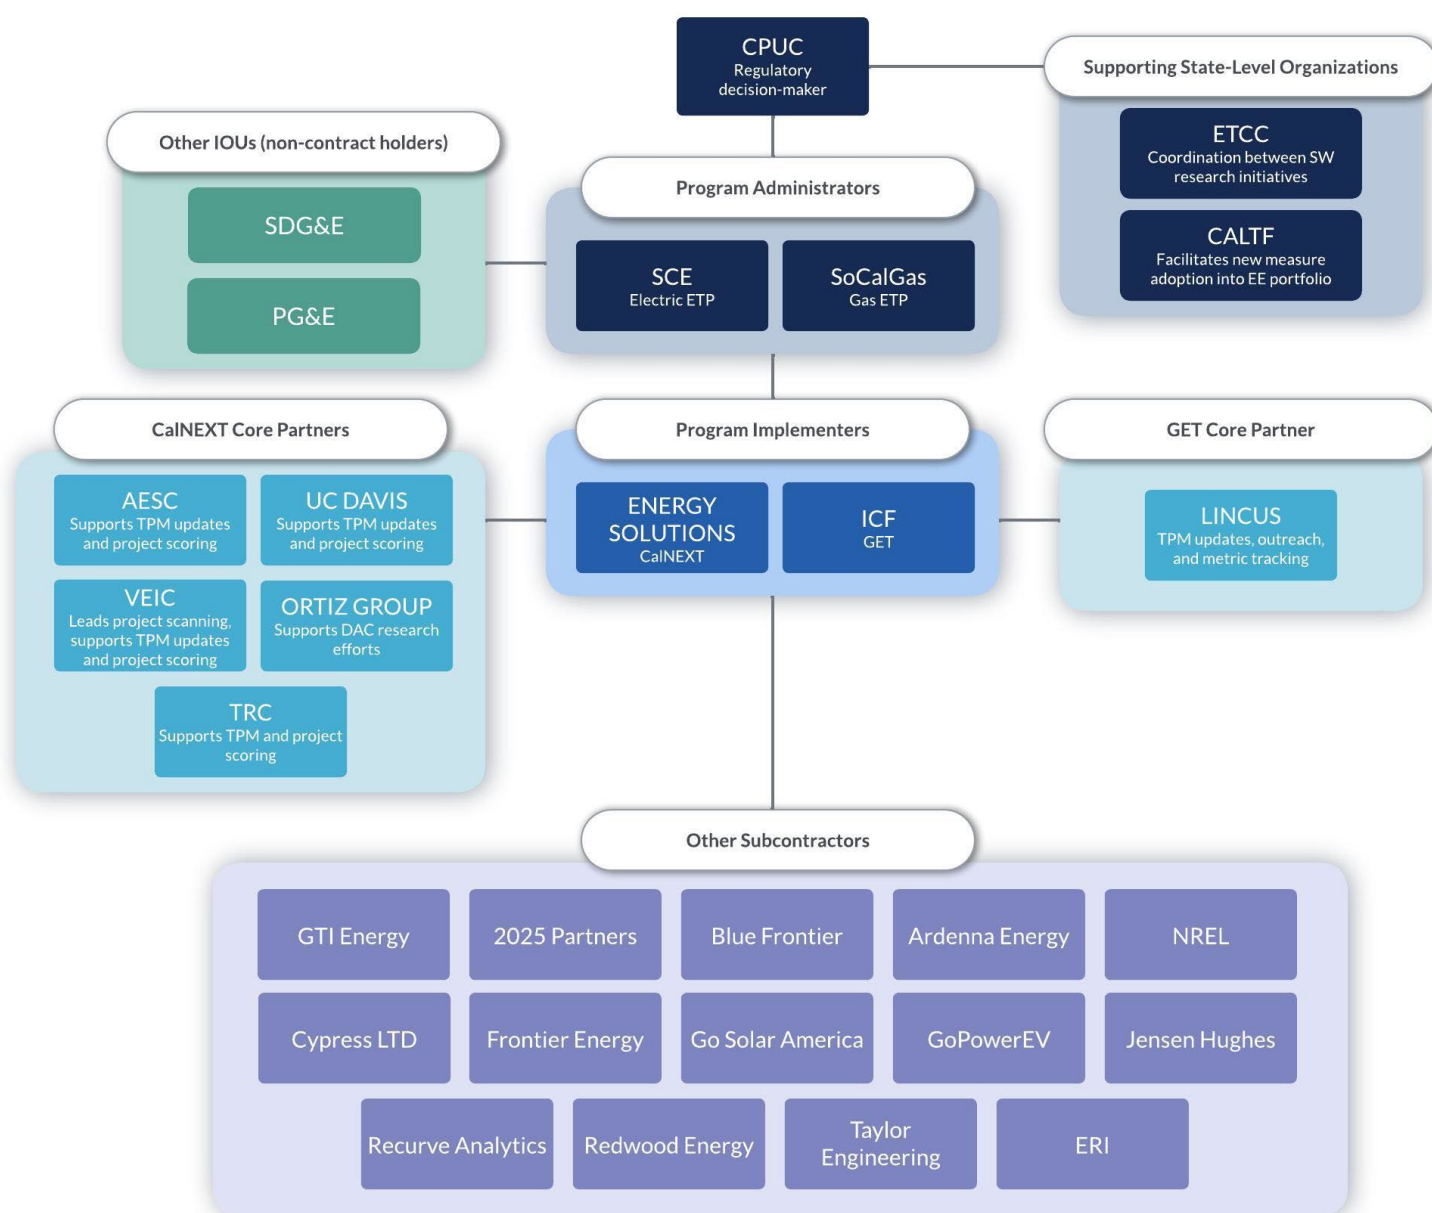 CPUC
Regulatory
decision-maker
Supporting State-Level Organizations
ETCC
Coordination between SW
research initiatives
CALTF
Facilitates new measure
adoption into EE portfolio
Other IOUs (non-contract holders)
SDG&E
PG&E
Program Administrators
SCE
Electric ETP
SoCalGas
Gas ETP
CalNEXT Core Partners
AESC
Supports TPM updates
and project scoring
UC DAVIS
Supports TPM updates
and project scoring
VEIC
Leads project scanning,
supports TPM updates
and project scoring
ORTIZ GROUP
Supports DAC research
efforts
TRC
Supports TPM and project
scoring
Program Implementers
ENERGY
SOLUTIONS
CalNEXT
ICF
GET
GET Core Partner
LINCUS
TPM updates, outreach,
and metric tracking
Other Subcontractors
GTI Energy
2025 Partners
Blue Frontier
Ardenna Energy
NREL
Cypress LTD
Frontier Energy
Go Solar America
GoPowerEV
Jensen Hughes
Recurve Analytics
Redwood Energy
Taylor
Engineering
ERI